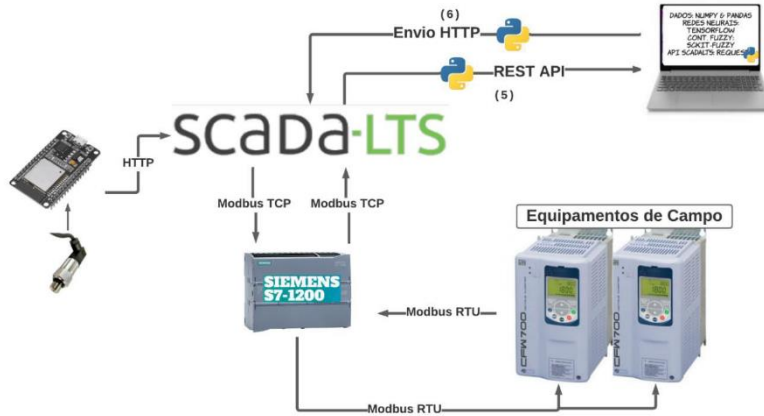 (6)
Envio HTTP
DADOS: NUMPY & PANDAS
REDES NEURAIS:
TENSORFLOW
CONT. FUZZY:
SCKIT-FUZZY
API SCADALTS: REQUES
REST API
(5)
SCADA-LTS
HTTP
Modbus TCP
Modbus TCP
Equipamentos de Campo
SIEMENS
S7-1200
CFW700
CFW700
Modbus RTU
Modbus RTU